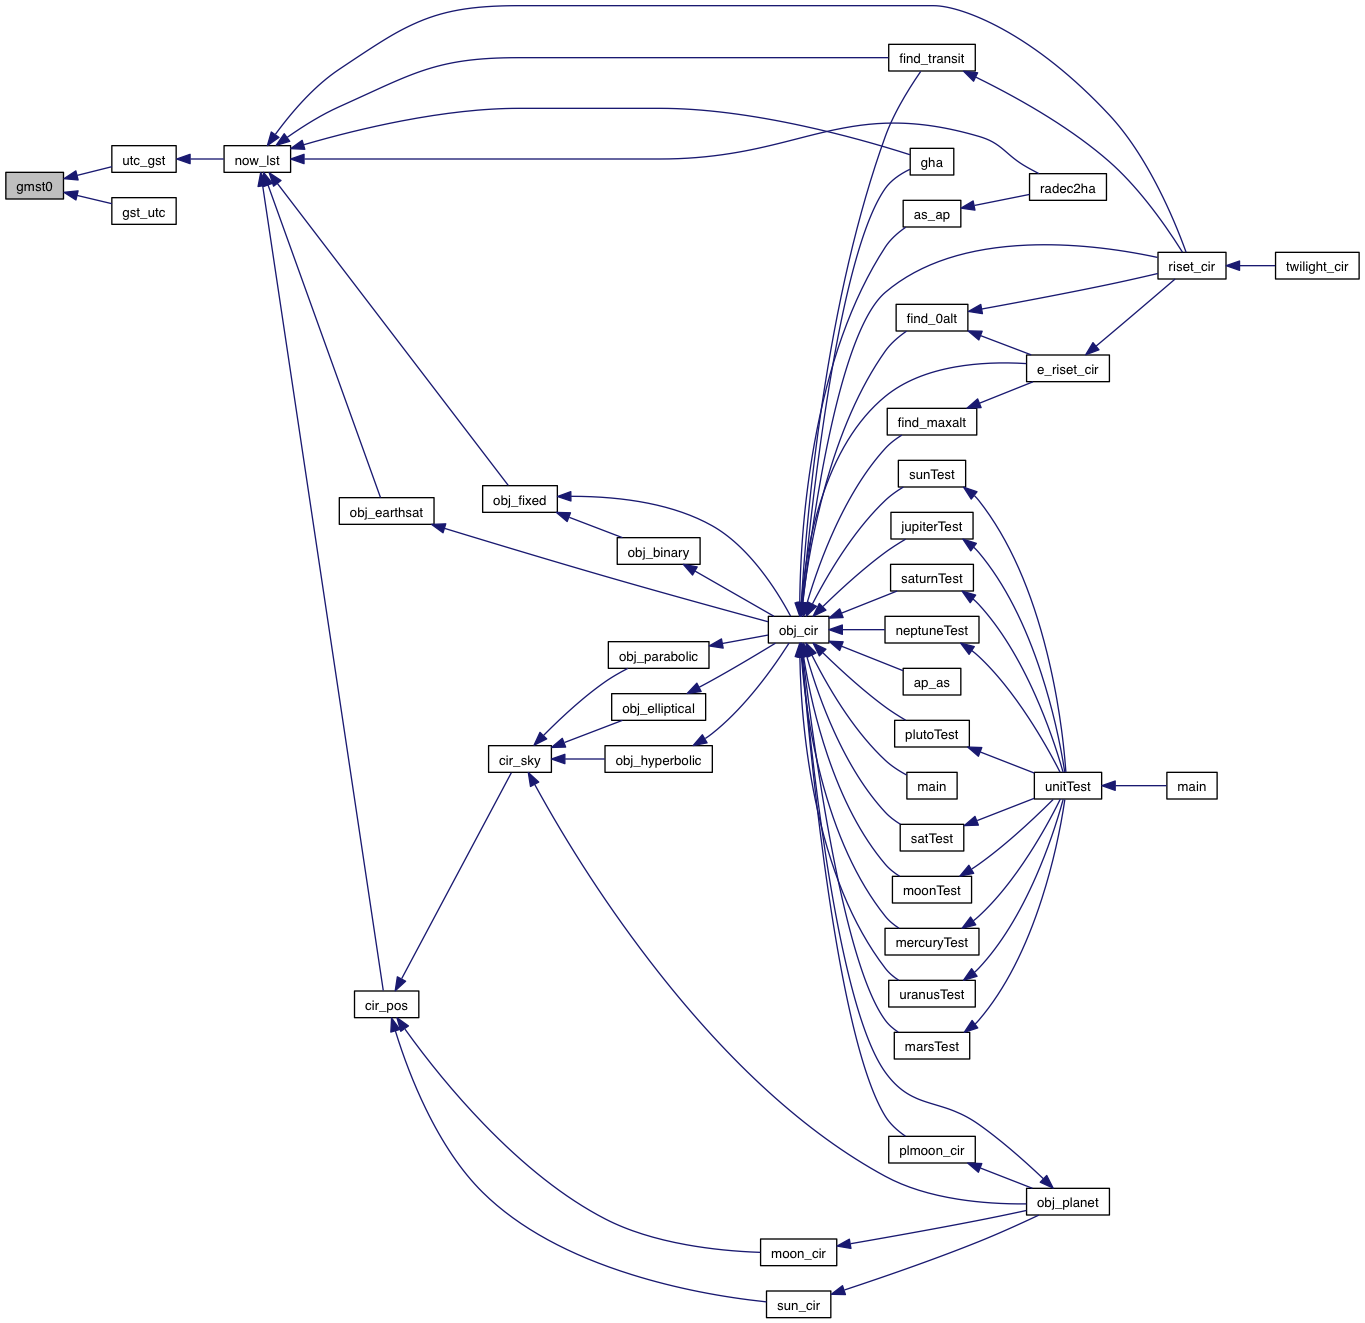 find_transit
utc_gst
now_lst
gha
gmst0
radec2ha
gst_utc
as_ap
riset_cir
twilight_cir
find_0alt
e_riset_cir
find_maxalt
sunTest
obj_fixed
obj_earthsat
jupiterTest
obj_binary
saturnTest
obj_cir
neptuneTest
obj_parabolic
ap_as
obj_elliptical
plutoTest
cir_sky
obj_hyperbolic
main
unitTest
main
satTest
moonTest
mercuryTest
uranusTest
cir_pos
marsTest
plmoon_cir
obj_planet
moon_cir
sun_cir